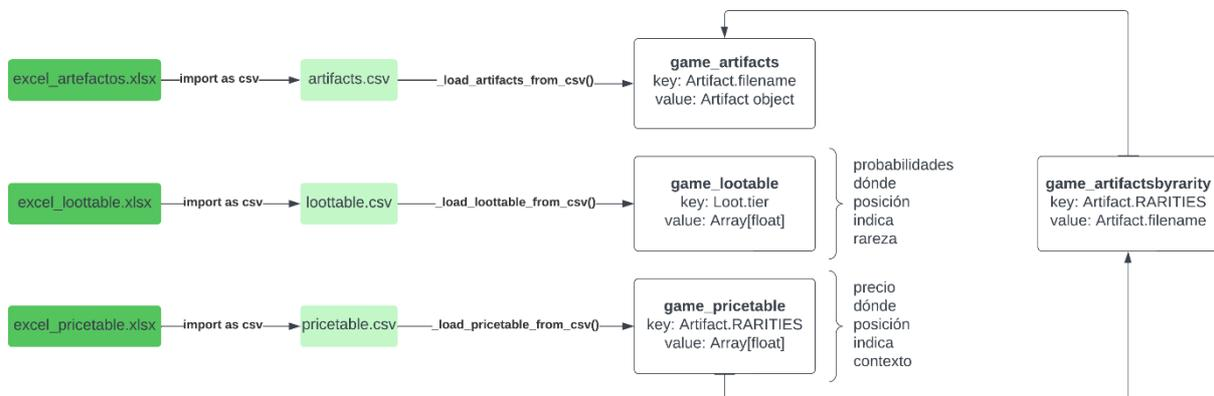 excel_artefactos.xlsx
import as csv
artifacts.csv
_load_artifacts_from_csv()
game_artifacts
key: Artifact.filename
value: Artifact object
excel_loottable.xlsx
import as csv
loottable.csv
_load_loottable_from_csv()
game_lootable
key: Loot.tier
value: Array[float]
probabilidades
dónde
posición
indica
rareza
game_artifactsbyrarity
key: Artifact.RARITIES
value: Artifact.filename
excel_pricetable.xlsx
import as csv
pricetable.csv
_load_pricetable_from_csv()
game_pricetable
key: Artifact.RARITIES
value: Array[float]
precio
dónde
posición
indica
contexto